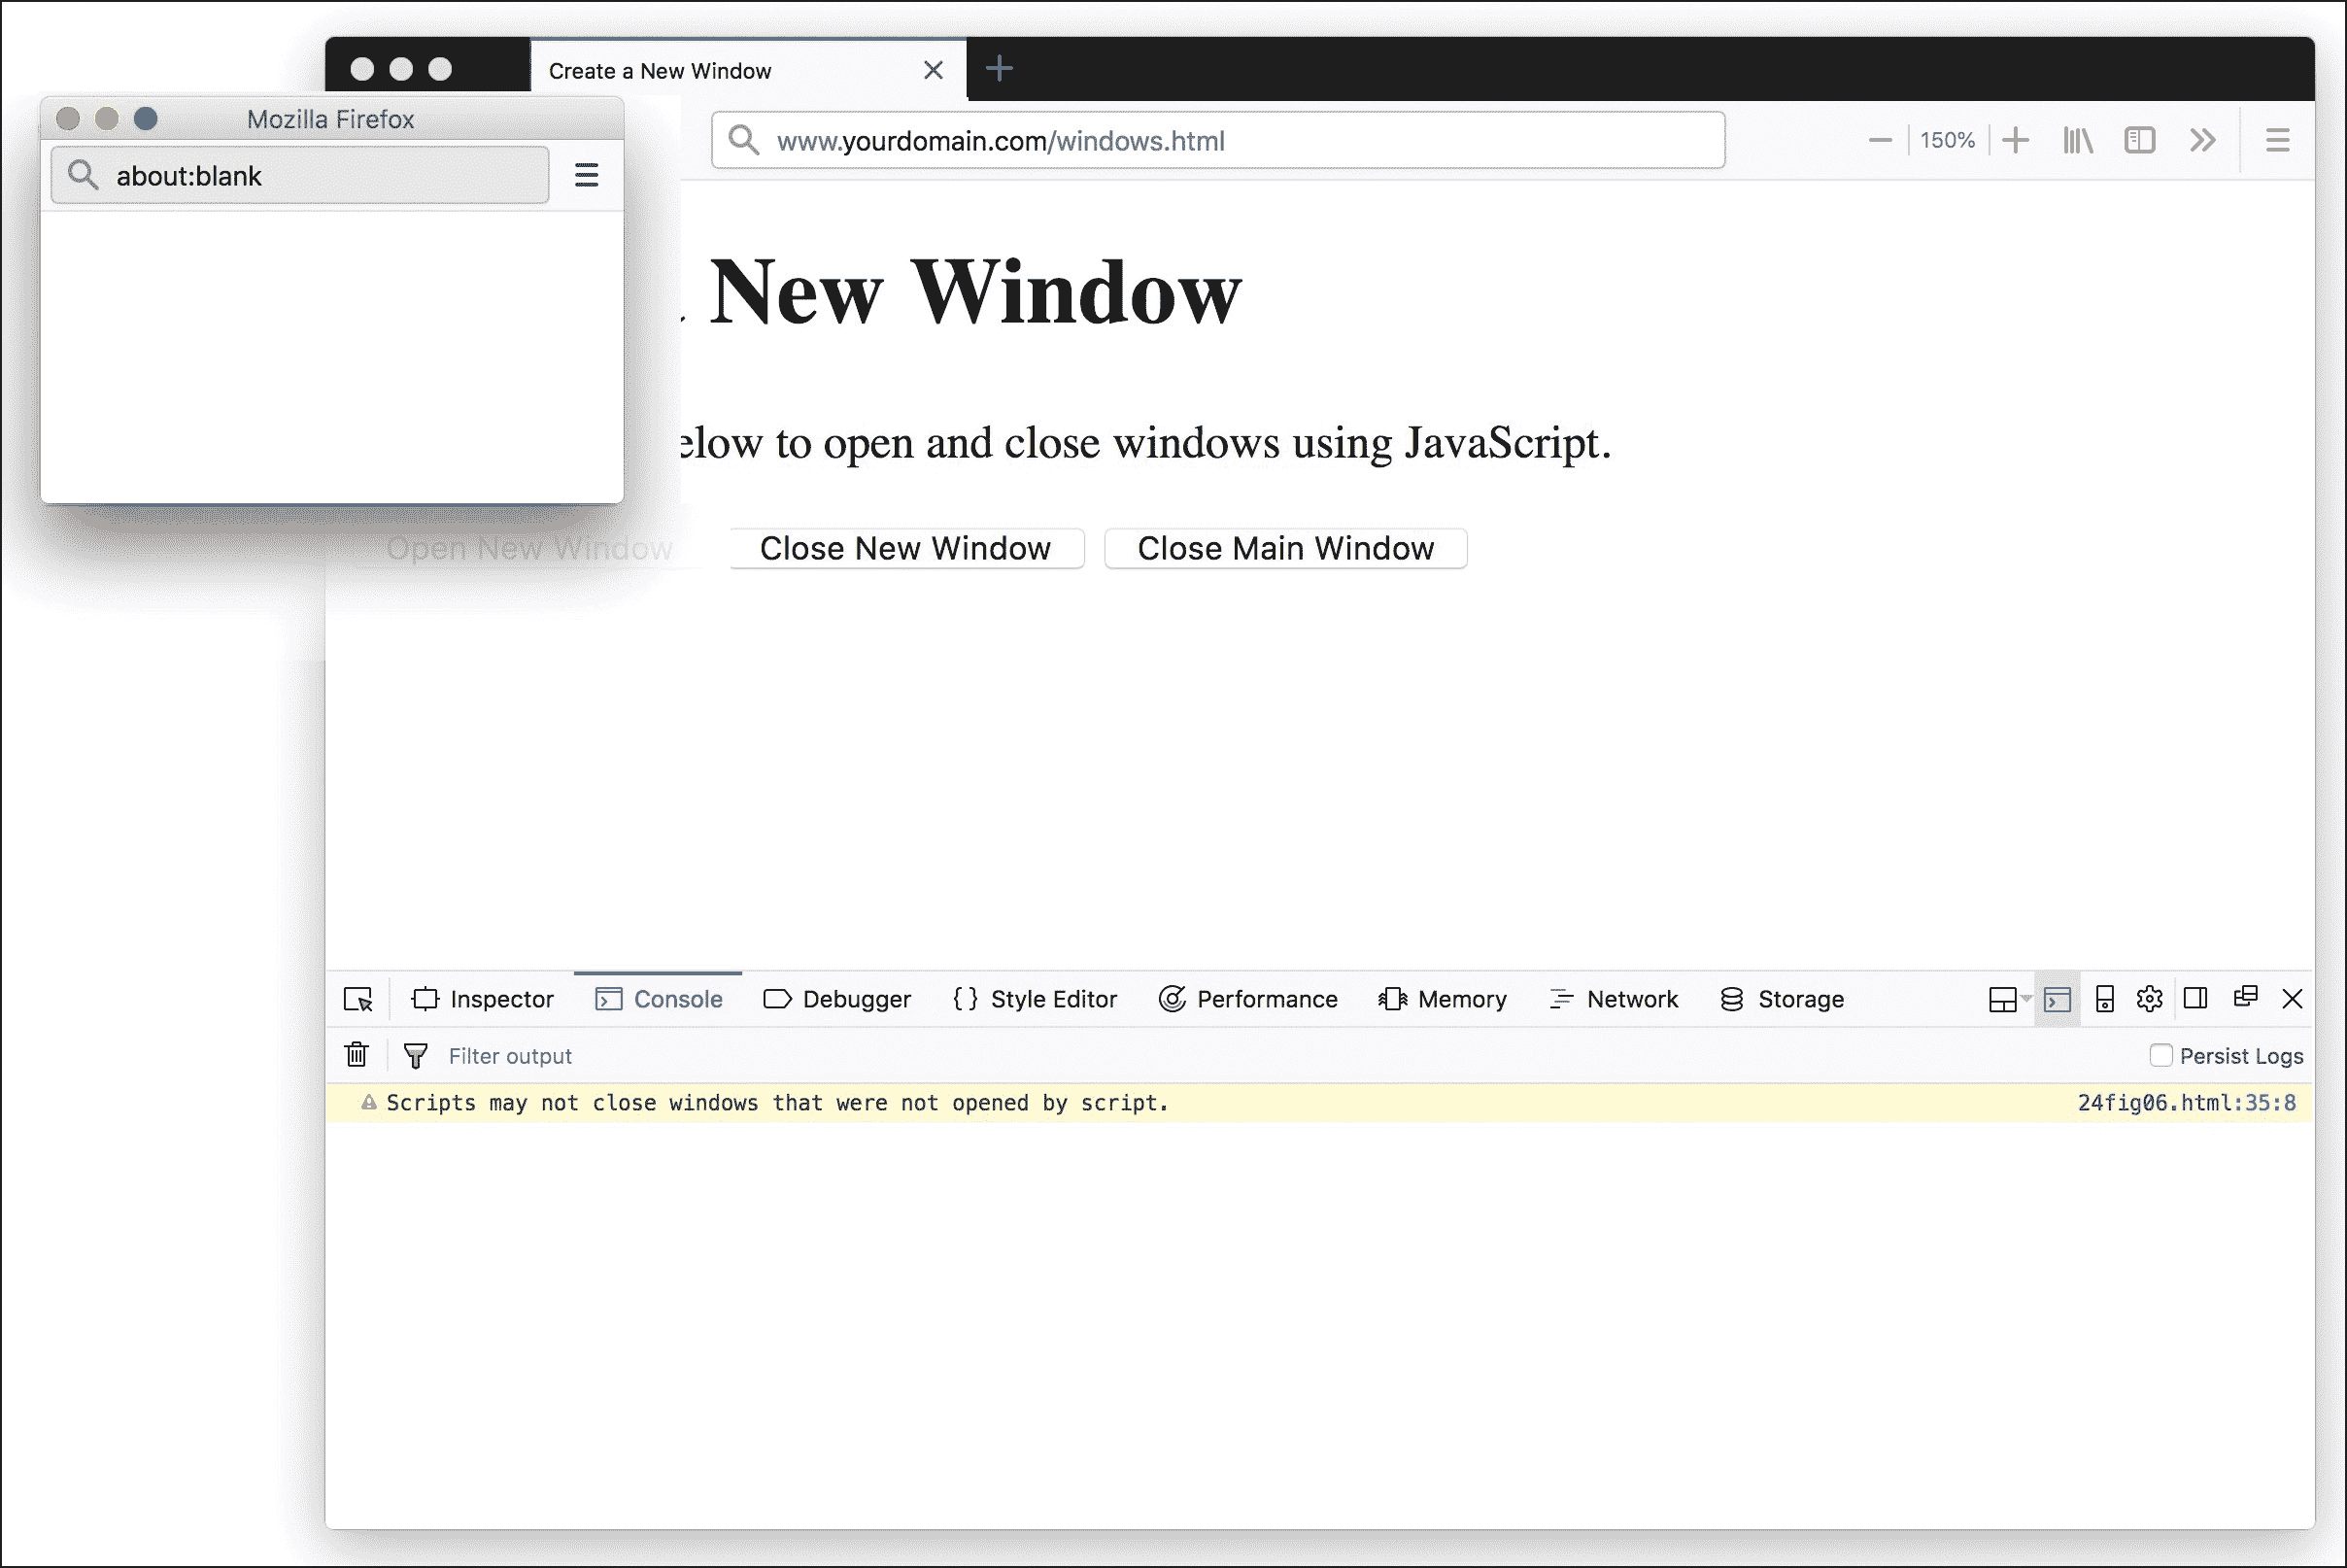 Create a New Window
Mozilla Firefox
about:blank
www.yourdomain.com/windows.html
150%
New Window
elow to open and close windows using JavaScript.
Open New Window Close New Window Close Main Window
Inspector Console Debugger { } Style Editor Performance Memory Network Storage
Filter output Persist Logs
Scripts may not close windows that were not opened by script. 24fig06.html:35:8